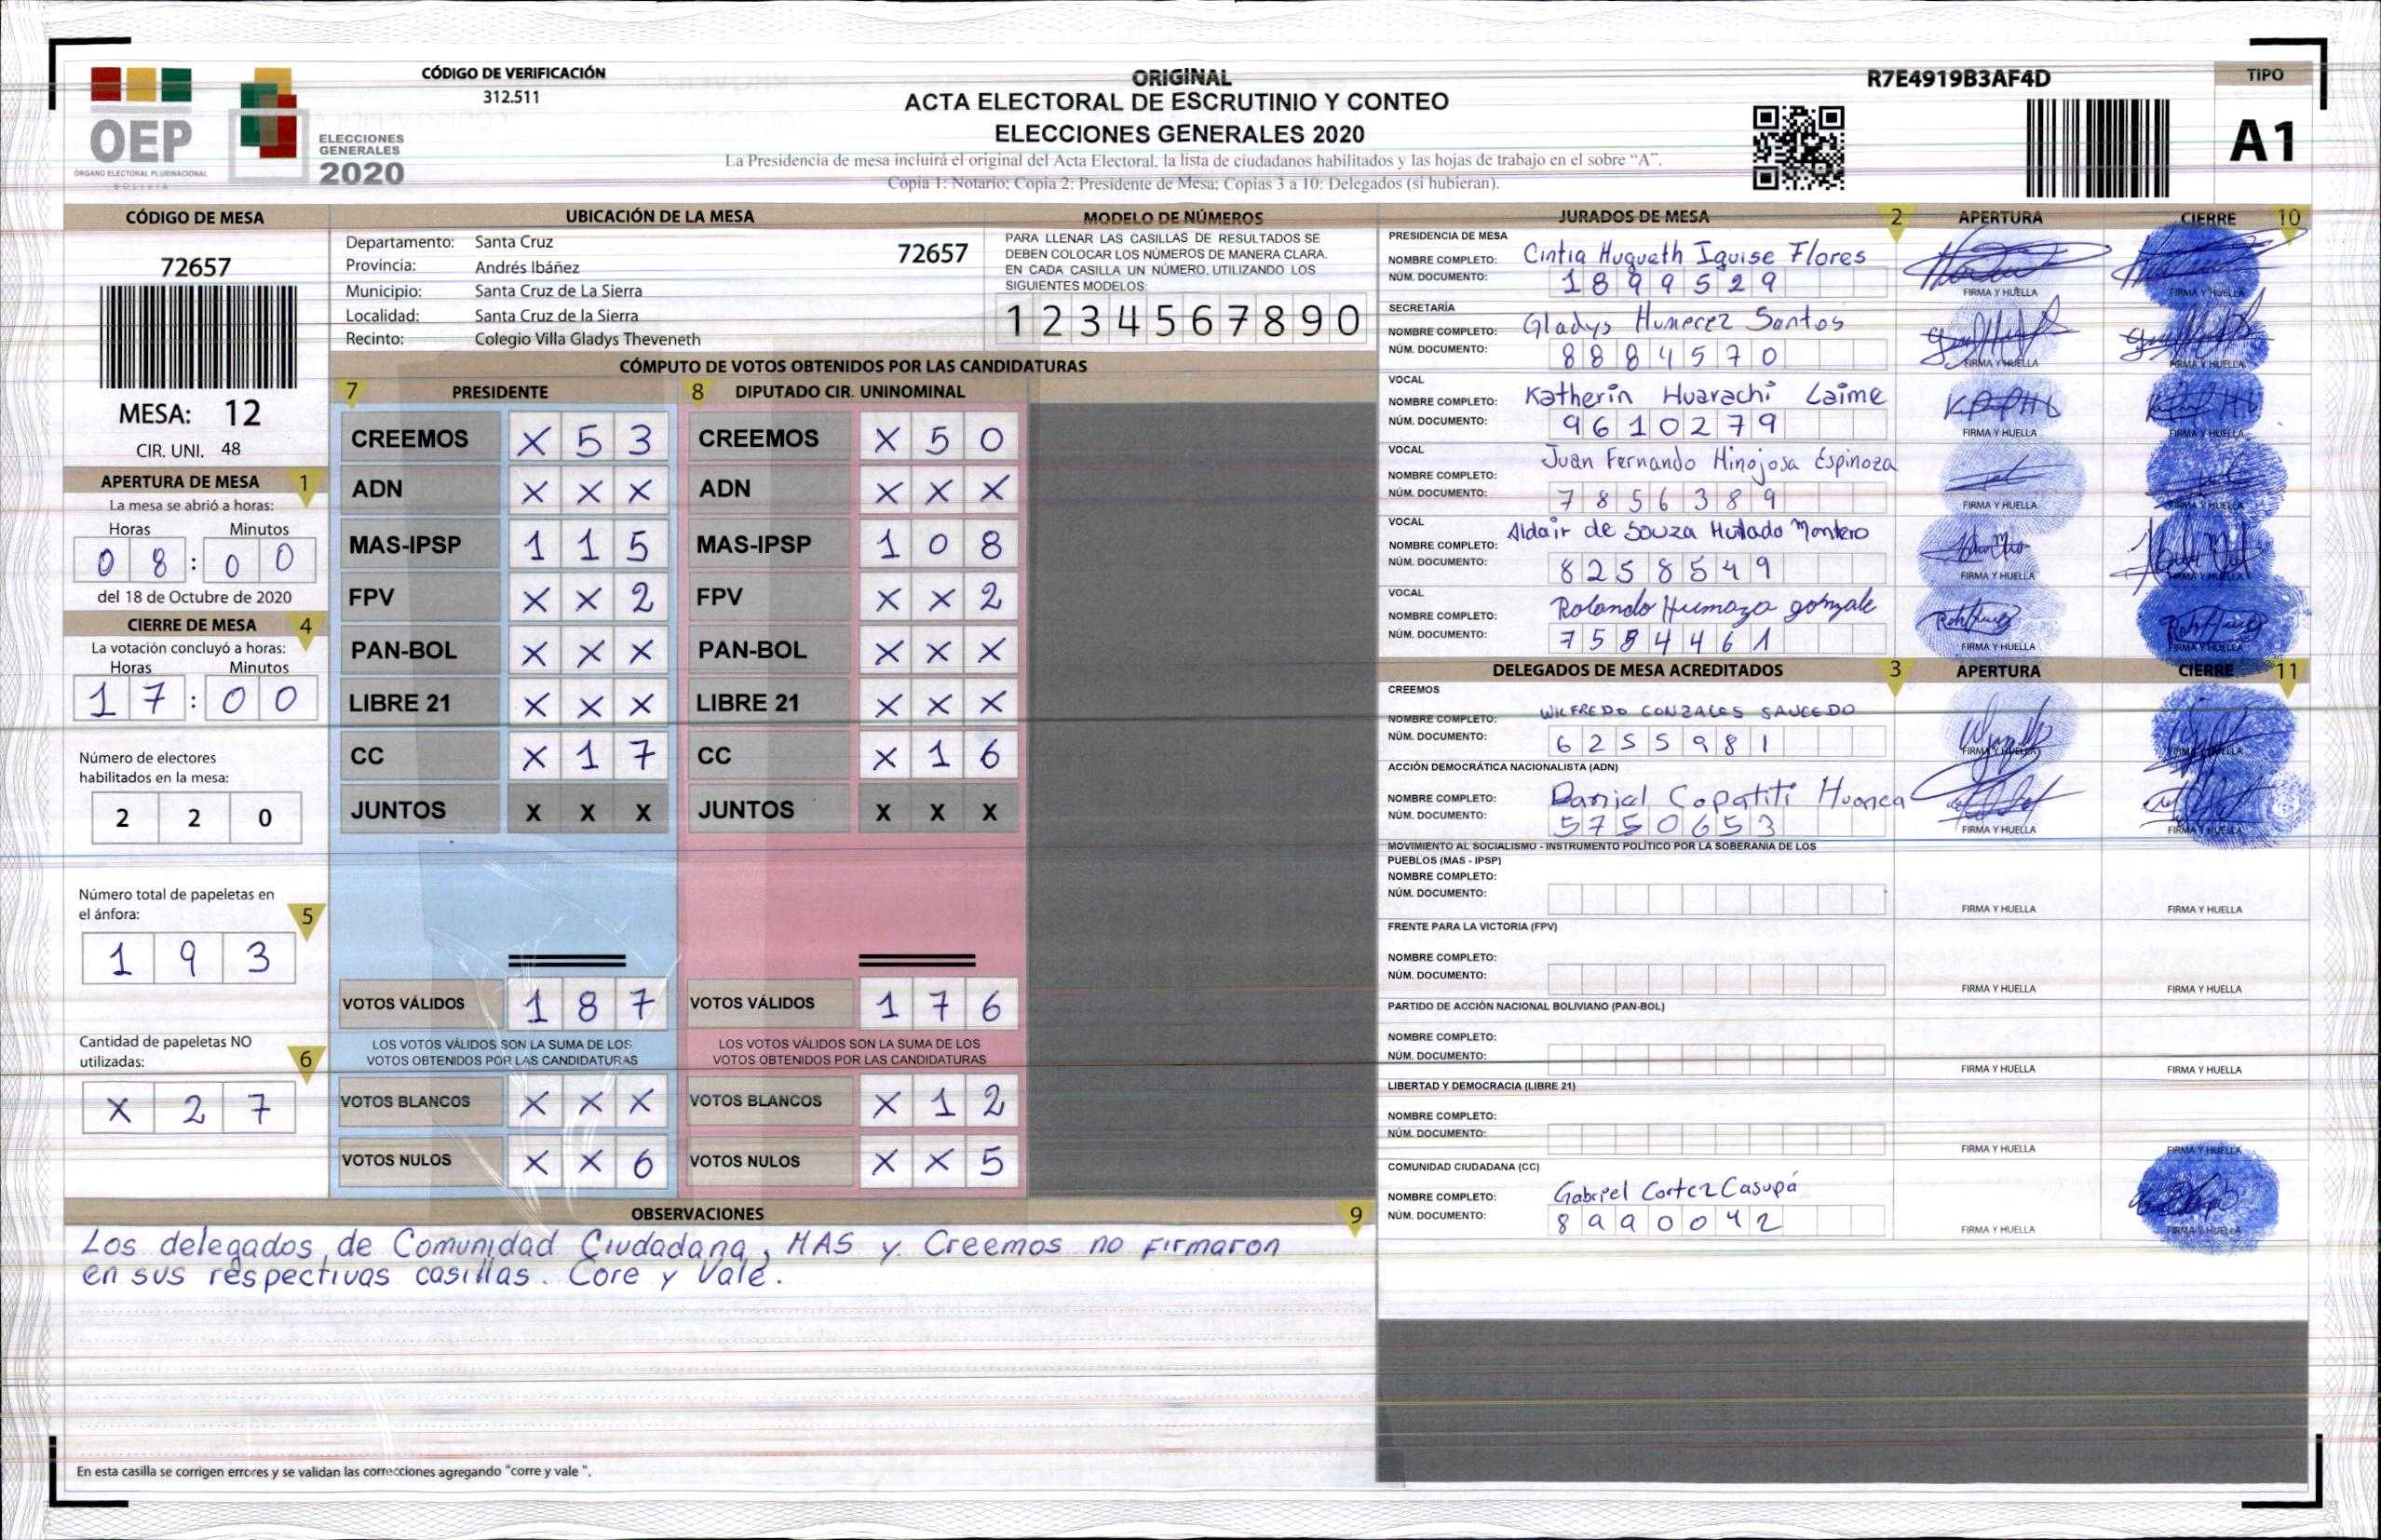 OEP
ÓRGANO ELECTORAL PLURINACIONAL
BOLIVIA
ELECCIONES
GENERALES
2020
CÓDIGO DE VERIFICACIÓN
312.511
ORIGINAL
ACTA ELECTORAL DE ESCRUTINIO Y CONTEO
ELECCIONES GENERALES 2020
La Presidencia de mesa incluirá el original del Acta Electoral, la lista de ciudadanos habilitados y las hojas de trabajo en el sobre “A”.
Copia 1: Notario; Copia 2: Presidente de Mesa; Copias 3 a 10: Delegados (si hubieran).
R7E4919B3AF4D
TIPO
A1
CÓDIGO DE MESA
72657
MESA: 12
CIR. UNI. 48
APERTURA DE MESA 1
La mesa se abrió a horas:
Horas Minutos
0 8 : 0 0
del 18 de Octubre de 2020
CIERRE DE MESA 4
La votación concluyó a horas:
Horas Minutos
1 7 : 0 0
Número de electores
habilitados en la mesa:
2 2 0
Número total de papeletas en
el ánfora: 5
1 9 3
Cantidad de papeletas NO
utilizadas: 6
X 2 7
UBICACIÓN DE LA MESA
Departamento: Santa Cruz 72657
Provincia: Andrés Ibáñez
Municipio: Santa Cruz de La Sierra
Localidad: Santa Cruz de la Sierra
Recinto: Colegio Villa Gladys Theveneth
MODELO DE NÚMEROS
PARA LLENAR LAS CASILLAS DE RESULTADOS SE
DEBEN COLOCAR LOS NÚMEROS DE MANERA CLARA.
EN CADA CASILLA UN NÚMERO, UTILIZANDO LOS
SIGUIENTES MODELOS:
1 2 3 4 5 6 7 8 9 0
CÓMPUTO DE VOTOS OBTENIDOS POR LAS CANDIDATURAS
7 PRESIDENTE 8 DIPUTADO CIR. UNINOMINAL
CREEMOS X 5 3 CREEMOS X 5 0
ADN X X X ADN X X X
MAS-IPSP 1 1 5 MAS-IPSP 1 0 8
FPV X X 2 FPV X X 2
PAN-BOL X X X PAN-BOL X X X
LIBRE 21 X X X LIBRE 21 X X X
CC X 1 7 CC X 1 6
JUNTOS X X X JUNTOS X X X
VOTOS VÁLIDOS 1 8 7 VOTOS VÁLIDOS 1 7 6
LOS VOTOS VÁLIDOS SON LA SUMA DE LOS LOS VOTOS VÁLIDOS SON LA SUMA DE LOS
VOTOS OBTENIDOS POR LAS CANDIDATURAS VOTOS OBTENIDOS POR LAS CANDIDATURAS
VOTOS BLANCOS X X X VOTOS BLANCOS X 1 2
VOTOS NULOS X X 6 VOTOS NULOS X X 5
OBSERVACIONES 9
Los delegados de Comunidad Ciudadana, MAS y Creemos no firmaron
en sus respectivas casillas. Core y Vale.
En esta casilla se corrigen errores y se validan las correcciones agregando "corre y vale ".
JURADOS DE MESA 2 APERTURA CIERRE 10
PRESIDENCIA DE MESA
NOMBRE COMPLETO: Cintia Hugueth Iquise Flores
NÚM. DOCUMENTO: 1 8 9 9 5 2 9
FIRMA Y HUELLA FIRMA Y HUELLA
SECRETARÍA
NOMBRE COMPLETO: Gladys Humerez Santos
NÚM. DOCUMENTO: 8 8 8 4 5 7 0
FIRMA Y HUELLA FIRMA Y HUELLA
VOCAL
NOMBRE COMPLETO: Katherin Huarachi Laime
NÚM. DOCUMENTO: 9 6 1 0 2 7 9
FIRMA Y HUELLA FIRMA Y HUELLA
VOCAL
NOMBRE COMPLETO: Juan Fernando Hinojosa Espinoza
NÚM. DOCUMENTO: 7 8 5 6 3 8 9
FIRMA Y HUELLA FIRMA Y HUELLA
VOCAL
NOMBRE COMPLETO: Aldair de Souza Hurtado Montero
NÚM. DOCUMENTO: 8 2 5 8 5 4 9
FIRMA Y HUELLA FIRMA Y HUELLA
VOCAL
NOMBRE COMPLETO: Rolando Humaza gonzale
NÚM. DOCUMENTO: 7 5 8 4 4 6 1
FIRMA Y HUELLA FIRMA Y HUELLA
DELEGADOS DE MESA ACREDITADOS 3 APERTURA CIERRE 11
CREEMOS
NOMBRE COMPLETO: WILFREDO GONZALES SAUCEDO
NÚM. DOCUMENTO: 6 2 5 5 9 8 1
FIRMA Y HUELLA FIRMA Y HUELLA
ACCIÓN DEMOCRÁTICA NACIONALISTA (ADN)
NOMBRE COMPLETO: Daniel Copatiti Huanca
NÚM. DOCUMENTO: 5 7 5 0 6 5 3
FIRMA Y HUELLA FIRMA Y HUELLA
MOVIMIENTO AL SOCIALISMO - INSTRUMENTO POLÍTICO POR LA SOBERANÍA DE LOS
PUEBLOS (MAS - IPSP)
NOMBRE COMPLETO:
NÚM. DOCUMENTO:
FIRMA Y HUELLA FIRMA Y HUELLA
FRENTE PARA LA VICTORIA (FPV)
NOMBRE COMPLETO:
NÚM. DOCUMENTO:
FIRMA Y HUELLA FIRMA Y HUELLA
PARTIDO DE ACCIÓN NACIONAL BOLIVIANO (PAN-BOL)
NOMBRE COMPLETO:
NÚM. DOCUMENTO:
FIRMA Y HUELLA FIRMA Y HUELLA
LIBERTAD Y DEMOCRACIA (LIBRE 21)
NOMBRE COMPLETO:
NÚM. DOCUMENTO:
FIRMA Y HUELLA FIRMA Y HUELLA
COMUNIDAD CIUDADANA (CC)
NOMBRE COMPLETO: Gabriel Cortez Casupá
NÚM. DOCUMENTO: 8 9 9 0 0 4 2
FIRMA Y HUELLA FIRMA Y HUELLA